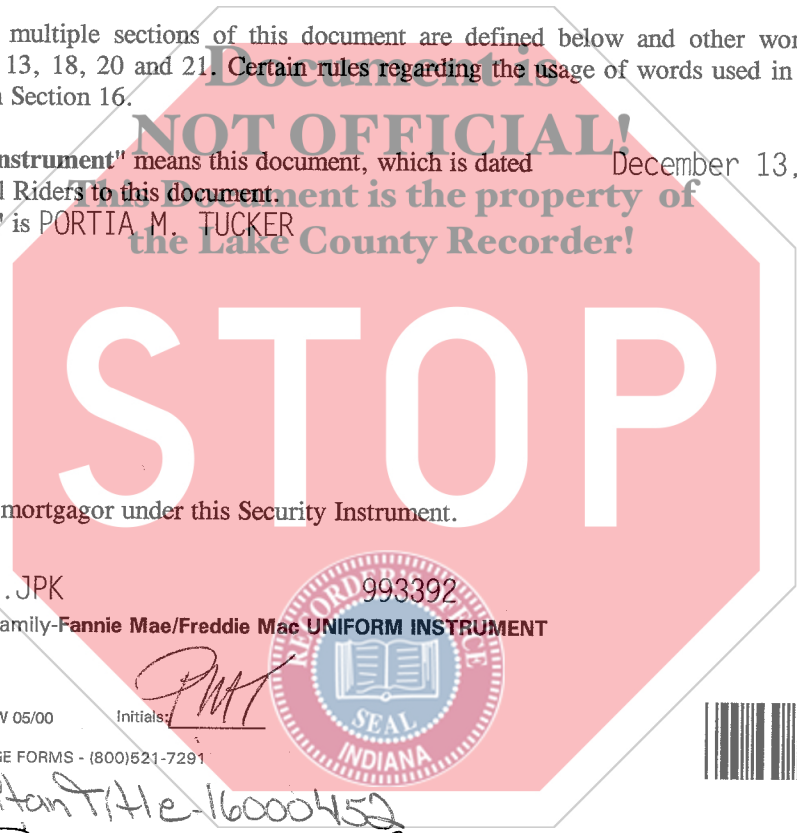 multiple sections of this document are defined below and other wor
13, 18, 20 and 21. Certain rules regarding the usage of words used in
Section 16.
Document is
NOT OFFICIAL!
This Document is the property of
the Lake County Recorder!
nstrument" means this document, which is dated December 13,
l Riders to this document.
" is PORTIA M. TUCKER
STOP
mortgagor under this Security Instrument.
.JPK 993392
amily-Fannie Mae/Freddie Mac UNIFORM INSTRUMENT
RECORDER'S OFFICE
SEAL
INDIANA
W 05/00 Initials: PMT
GE FORMS - (800)521-7291
itan Title-16000452